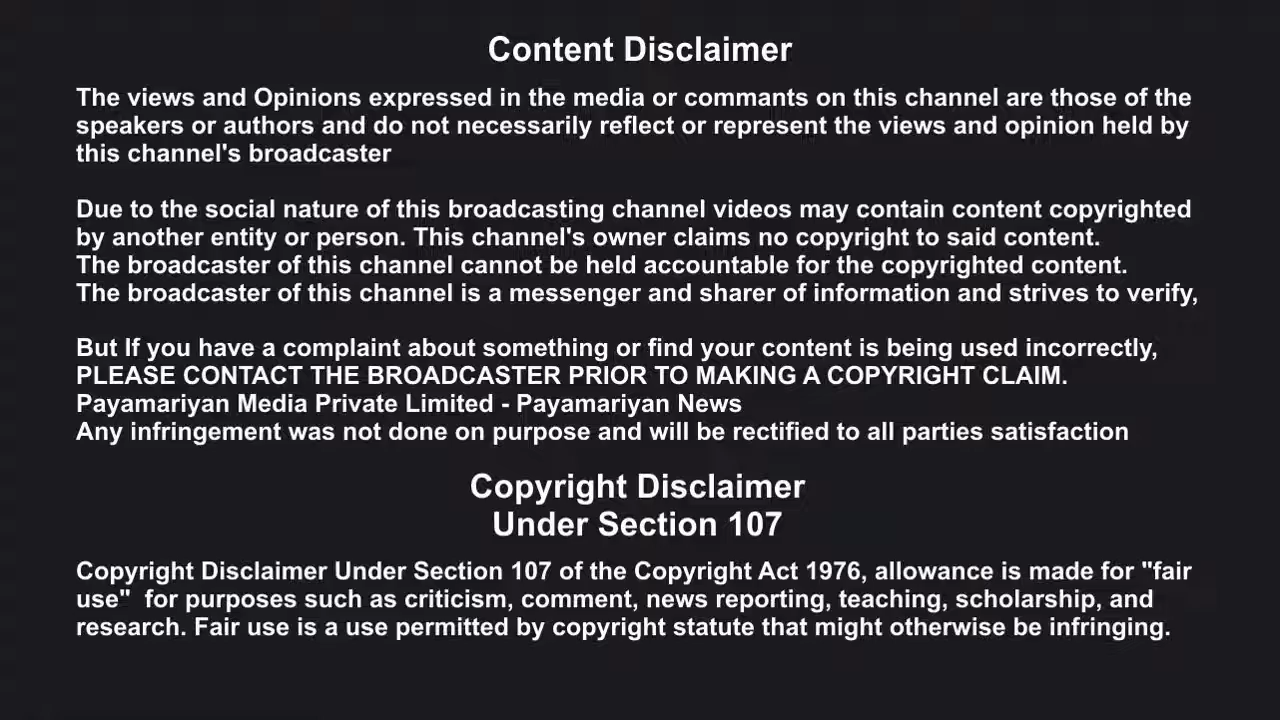 Content Disclaimer
The views and Opinions expressed in the media or commants on this channel are those of the
speakers or authors and do not necessarily reflect or represent the views and opinion held by
this channel's broadcaster
Due to the social nature of this broadcasting channel videos may contain content copyrighted
by another entity or person. This channel's owner claims no copyright to said content.
The broadcaster of this channel cannot be held accountable for the copyrighted content.
The broadcaster of this channel is a messenger and sharer of information and strives to verify,
But If you have a complaint about something or find your content is being used incorrectly,
PLEASE CONTACT THE BROADCASTER PRIOR TO MAKING A COPYRIGHT CLAIM.
Payamariyan Media Private Limited - Payamariyan News
Any infringement was not done on purpose and will be rectified to all parties satisfaction
Copyright Disclaimer
Under Section 107
Copyright Disclaimer Under Section 107 of the Copyright Act 1976, allowance is made for "fair
use"  for purposes such as criticism, comment, news reporting, teaching, scholarship, and
research. Fair use is a use permitted by copyright statute that might otherwise be infringing.